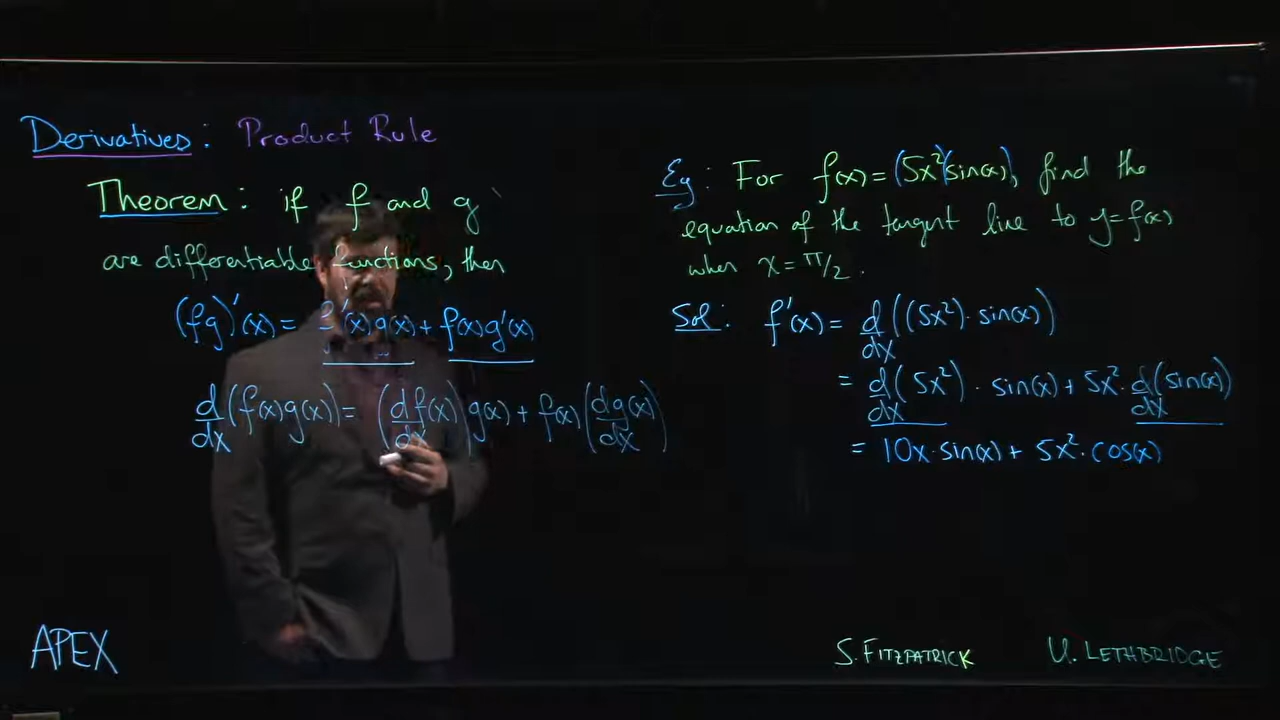 Derivatives: Product Rule
Theorem: if f and g
are differentiable functions, then
(fg)'(x) = f'(x)g(x) + f(x)g'(x)
d/dx (f(x)g(x)) = (df(x)/dx) g(x) + f(x) (dg(x)/dx)
Eg: For f(x) = (5x²)(sin(x)), find the
equation of the tangent line to y=f(x)
when x = π/2.
Sol: f'(x) = d/dx ((5x²)·sin(x))
= d/dx (5x²) · sin(x) + 5x² · d/dx (sin(x))
= 10x·sin(x) + 5x²·cos(x)
APEX
S. FITZPATRICK
U. LETHBRIDGE